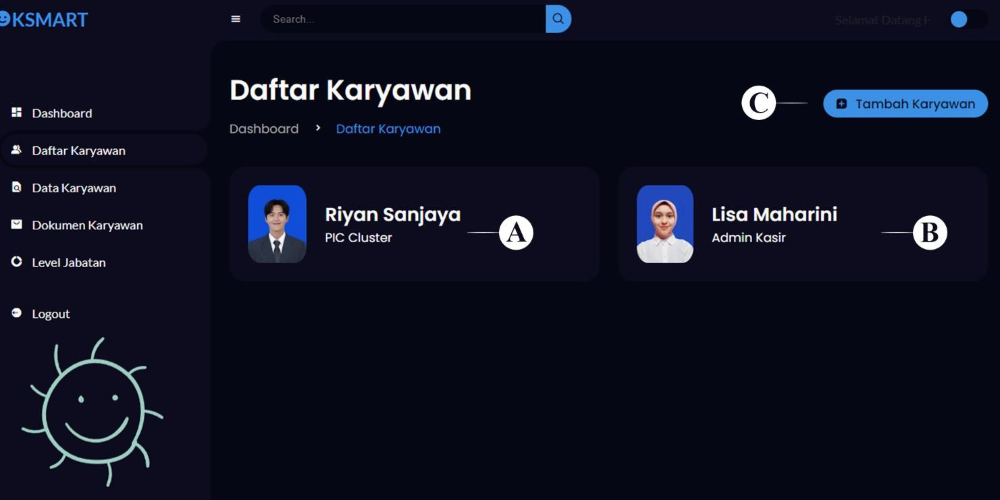 KSMART
Search...
Selamat Datang H
Dashboard
Daftar Karyawan
Data Karyawan
Dokumen Karyawan
Level Jabatan
Logout
Daftar Karyawan
Dashboard > Daftar Karyawan
C
Tambah Karyawan
Riyan Sanjaya
PIC Cluster
A
Lisa Maharini
Admin Kasir
B